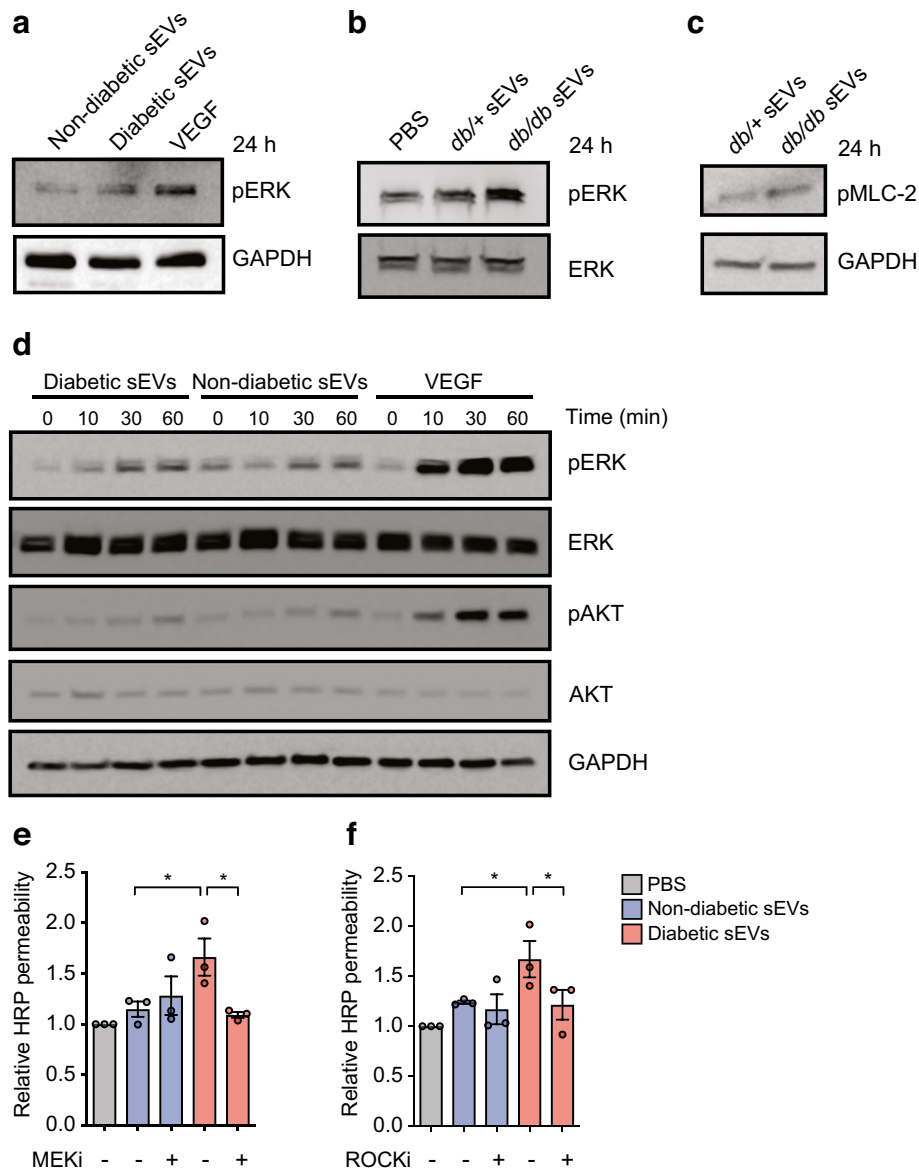 a
Non-diabetic sEVs
Diabetic sEVs
VEGF
24 h
pERK
GAPDH
b
PBS
db/+ sEVs
db/db sEVs
24 h
pERK
ERK
c
db/+ sEVs
db/db sEVs
24 h
pMLC-2
GAPDH
d
Diabetic sEVs Non-diabetic sEVs VEGF
0 10 30 60 0 10 30 60 0 10 30 60 Time (min)
pERK
ERK
pAKT
AKT
GAPDH
e
Relative HRP permeability
2.5
2.0
1.5
1.0
0.5
0.0
* *
MEKi - - + - +
f
Relative HRP permeability
2.5
2.0
1.5
1.0
0.5
0.0
* *
ROCKi - - + - +
PBS
Non-diabetic sEVs
Diabetic sEVs